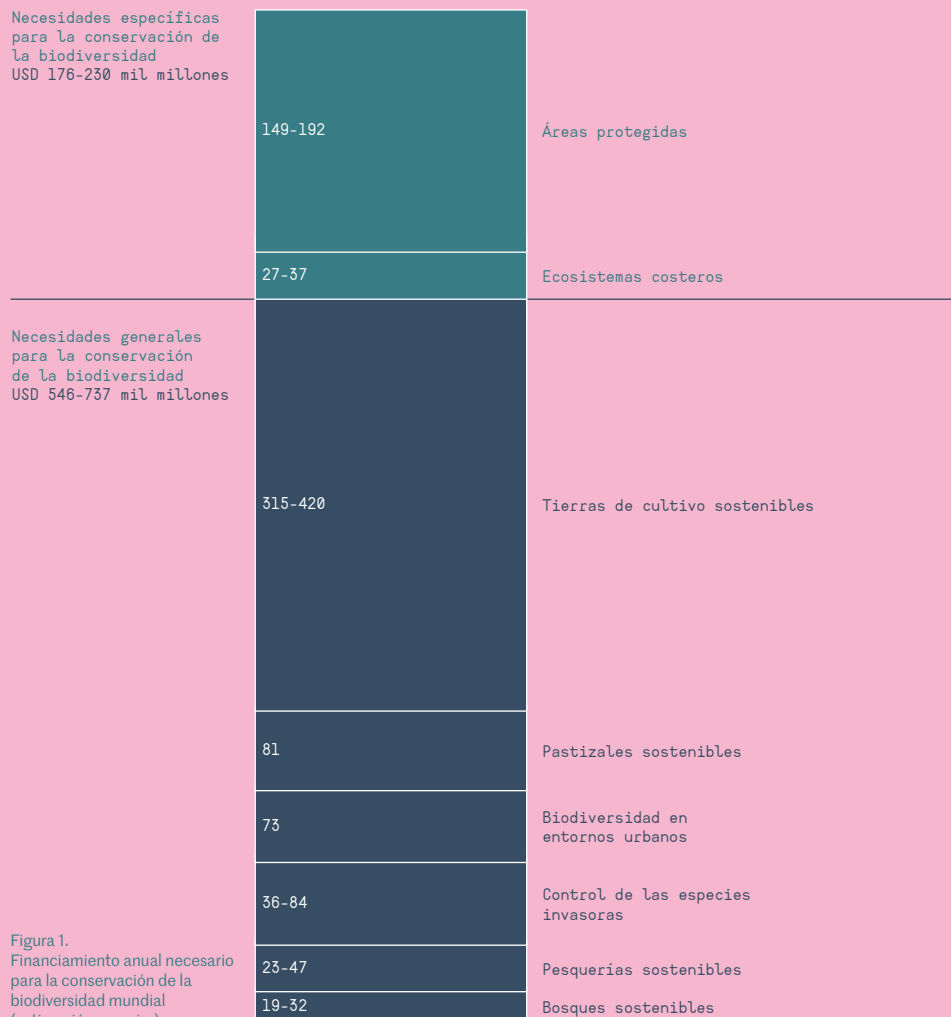 Necesidades específicas
para la conservación de
la biodiversidad
USD 176-230 mil millones
149-192
Áreas protegidas
27-37
Ecosistemas costeros
Necesidades generales
para la conservación
de la biodiversidad
USD 546-737 mil millones
315-420
Tierras de cultivo sostenibles
81
Pastizales sostenibles
73
Biodiversidad en
entornos urbanos
36-84
Control de las especies
invasoras
23-47
Pesquerías sostenibles
19-32
Bosques sostenibles
Figura 1.
Financiamiento anual necesario
para la conservación de la
biodiversidad mundial